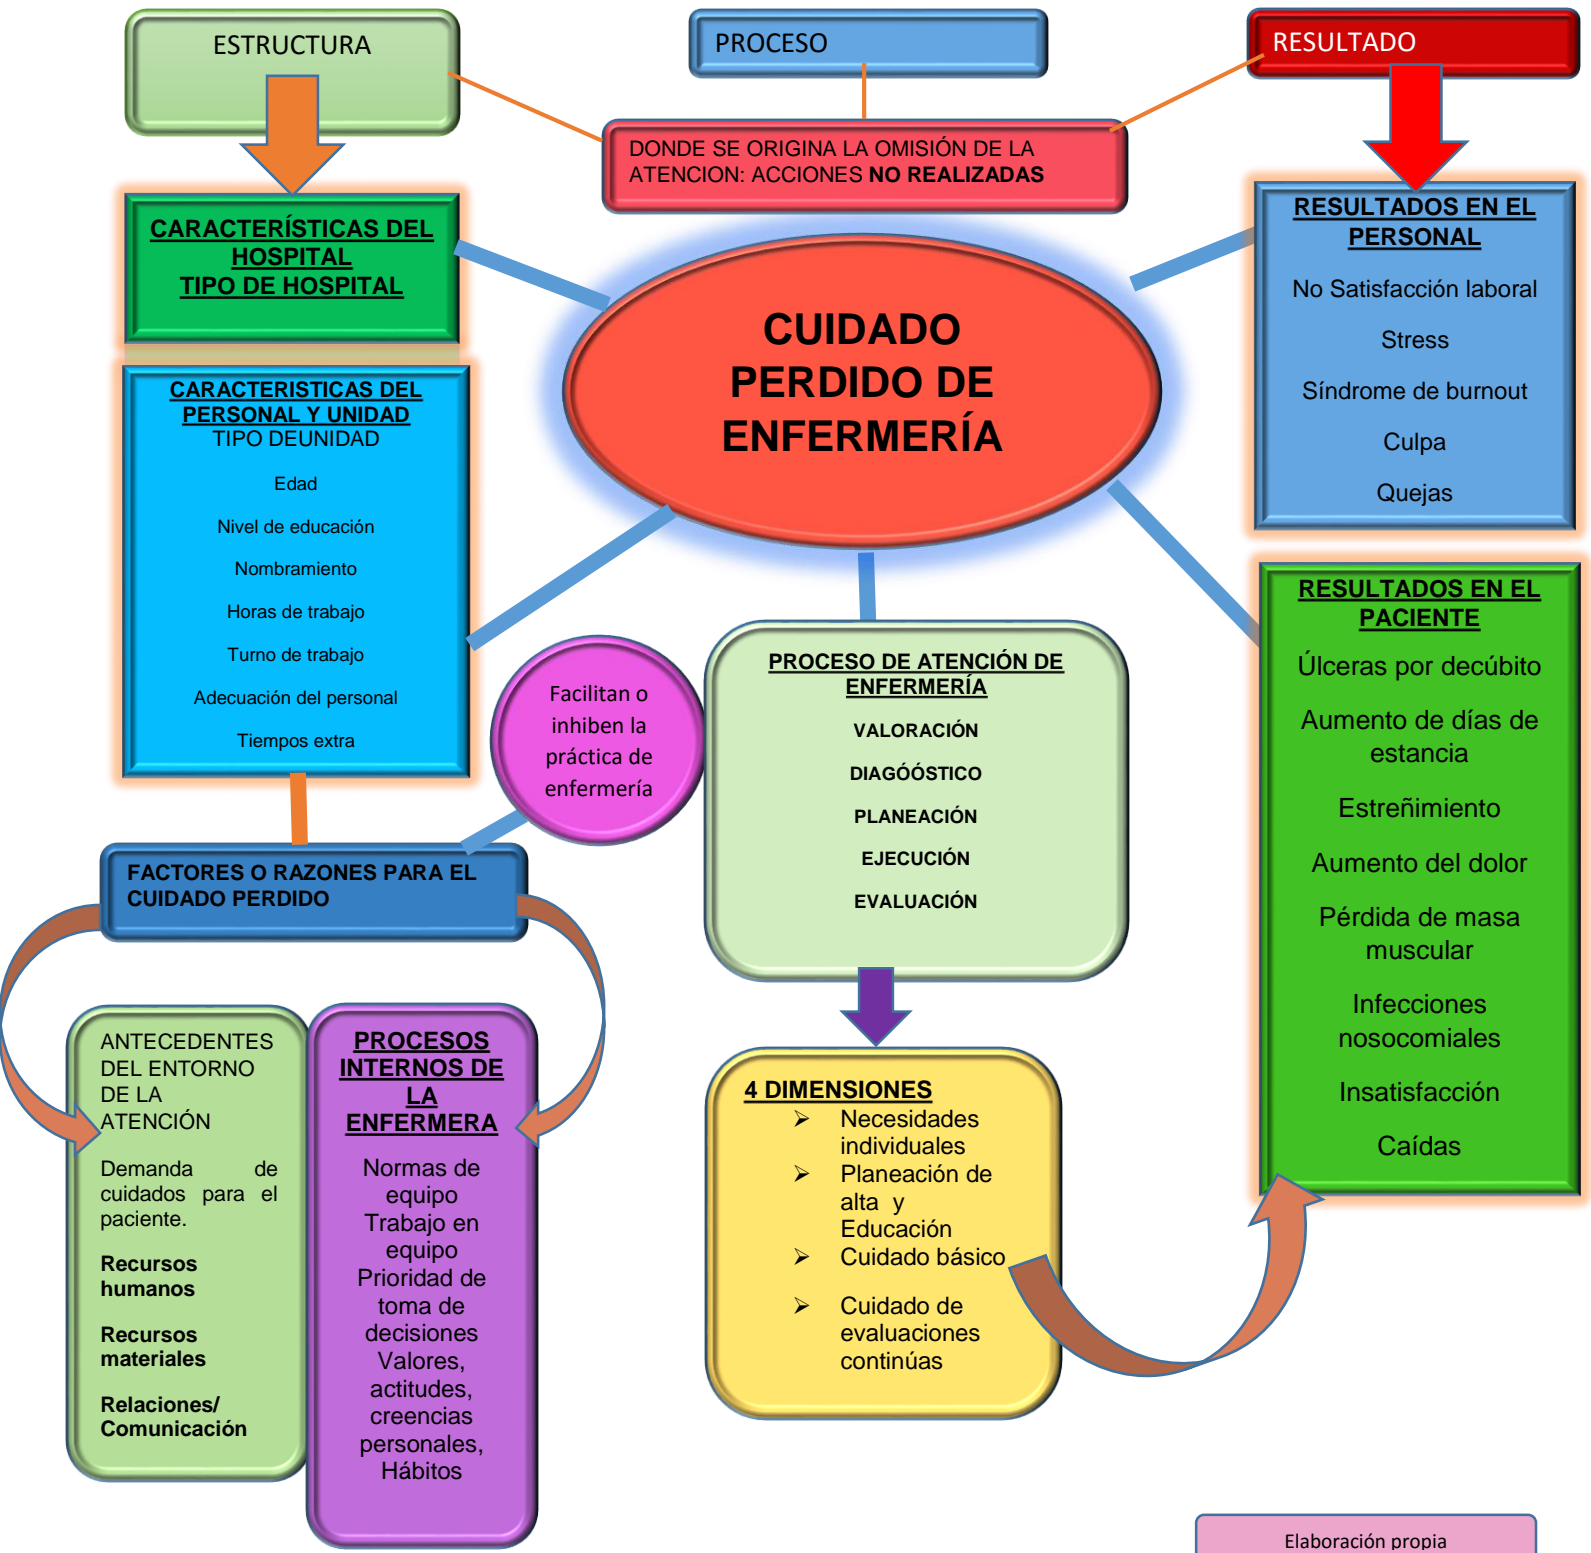 ESTRUCTURA
PROCESO
RESULTADO
DONDE SE ORIGINA LA OMISIÓN DE LA
ATENCION: ACCIONES NO REALIZADAS
CARACTERÍSTICAS DEL
HOSPITAL
TIPO DE HOSPITAL
CUIDADO
PERDIDO DE
ENFERMERÍA
RESULTADOS EN EL
PERSONAL
No Satisfacción laboral
Stress
Síndrome de burnout
Culpa
Quejas
CARACTERISTICAS DEL
PERSONAL Y UNIDAD
TIPO DEUNIDAD
Edad
Nivel de educación
Nombramiento
Horas de trabajo
Turno de trabajo
Adecuación del personal
Tiempos extra
Facilitan o
inhiben la
práctica de
enfermería
PROCESO DE ATENCIÓN DE
ENFERMERÍA
VALORACIÓN
DIAGÓÓSTICO
PLANEACIÓN
EJECUCIÓN
EVALUACIÓN
RESULTADOS EN EL
PACIENTE
Úlceras por decúbito
Aumento de días de
estancia
Estreñimiento
Aumento del dolor
Pérdida de masa
muscular
Infecciones
nosocomiales
Insatisfacción
Caídas
FACTORES O RAZONES PARA EL
CUIDADO PERDIDO
ANTECEDENTES
DEL ENTORNO
DE LA
ATENCIÓN
Demanda de
cuidados para el
paciente.
Recursos
humanos
Recursos
materiales
Relaciones/
Comunicación
PROCESOS
INTERNOS DE
LA
ENFERMERA
Normas de
equipo
Trabajo en
equipo
Prioridad de
toma de
decisiones
Valores,
actitudes,
creencias
personales,
Hábitos
4 DIMENSIONES
➢ Necesidades
individuales
➢ Planeación de
alta y
Educación
➢ Cuidado básico
➢ Cuidado de
evaluaciones
continúas
Elaboración propia